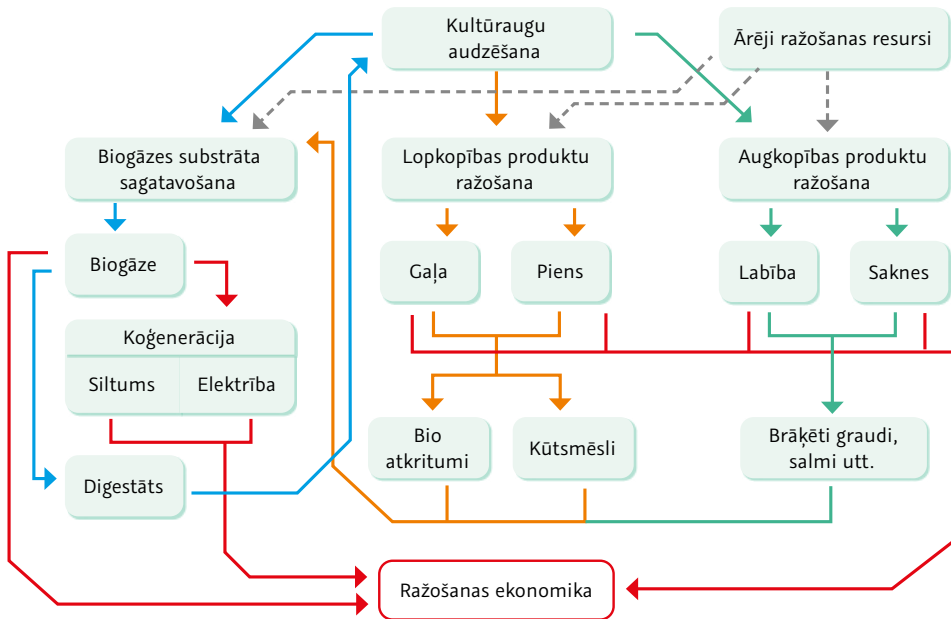 Kultūraugu
audzēšana
Ārēji ražošanas resursi
Biogāzes substrāta
sagatavošana
Lopkopības produktu
ražošana
Augkopības produktu
ražošana
Biogāze
Gaļa
Piens
Labība
Saknes
Koģenerācija
Siltums
Elektrība
Bio
atkritumi
Kūtsmēsli
Brāķēti graudi,
salmi utt.
Digestāts
Ražošanas ekonomika